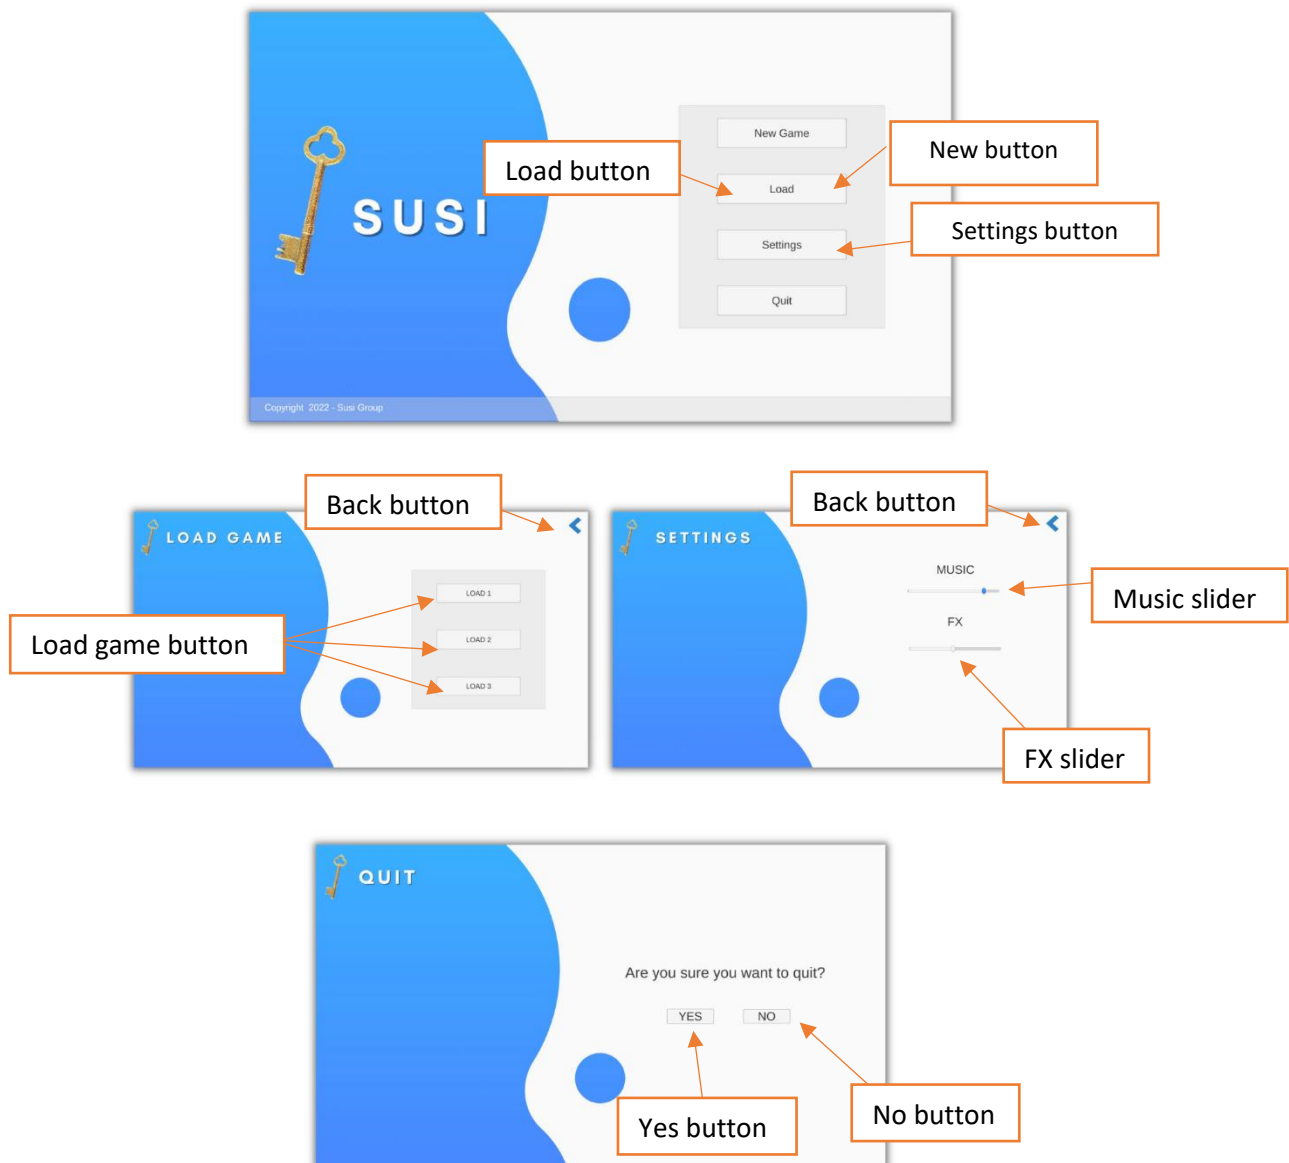 New Game
New button
Load button
Load
SUSI
Settings button
Settings
Quit
Copyright 2022 - Susi Group
Back button
LOAD GAME
LOAD 1
Load game button
LOAD 2
LOAD 3
Back button
SETTINGS
MUSIC
Music slider
FX
FX slider
QUIT
Are you sure you want to quit?
YES NO
Yes button
No button